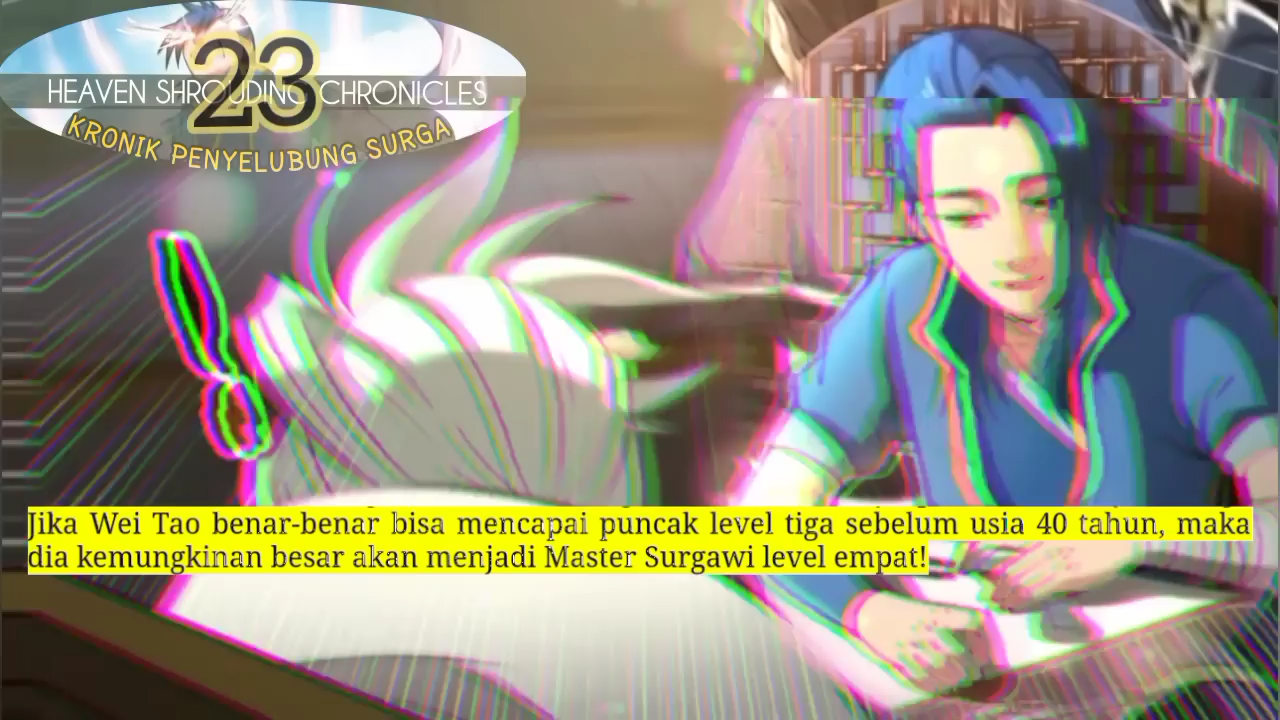 23
HEAVEN SHROUDING CHRONICLES
KRONIK PENYELUBUNG SURGA
Jika Wei Tao benar-benar bisa mencapai puncak level tiga sebelum usia 40 tahun, maka
dia kemungkinan besar akan menjadi Master Surgawi level empat!